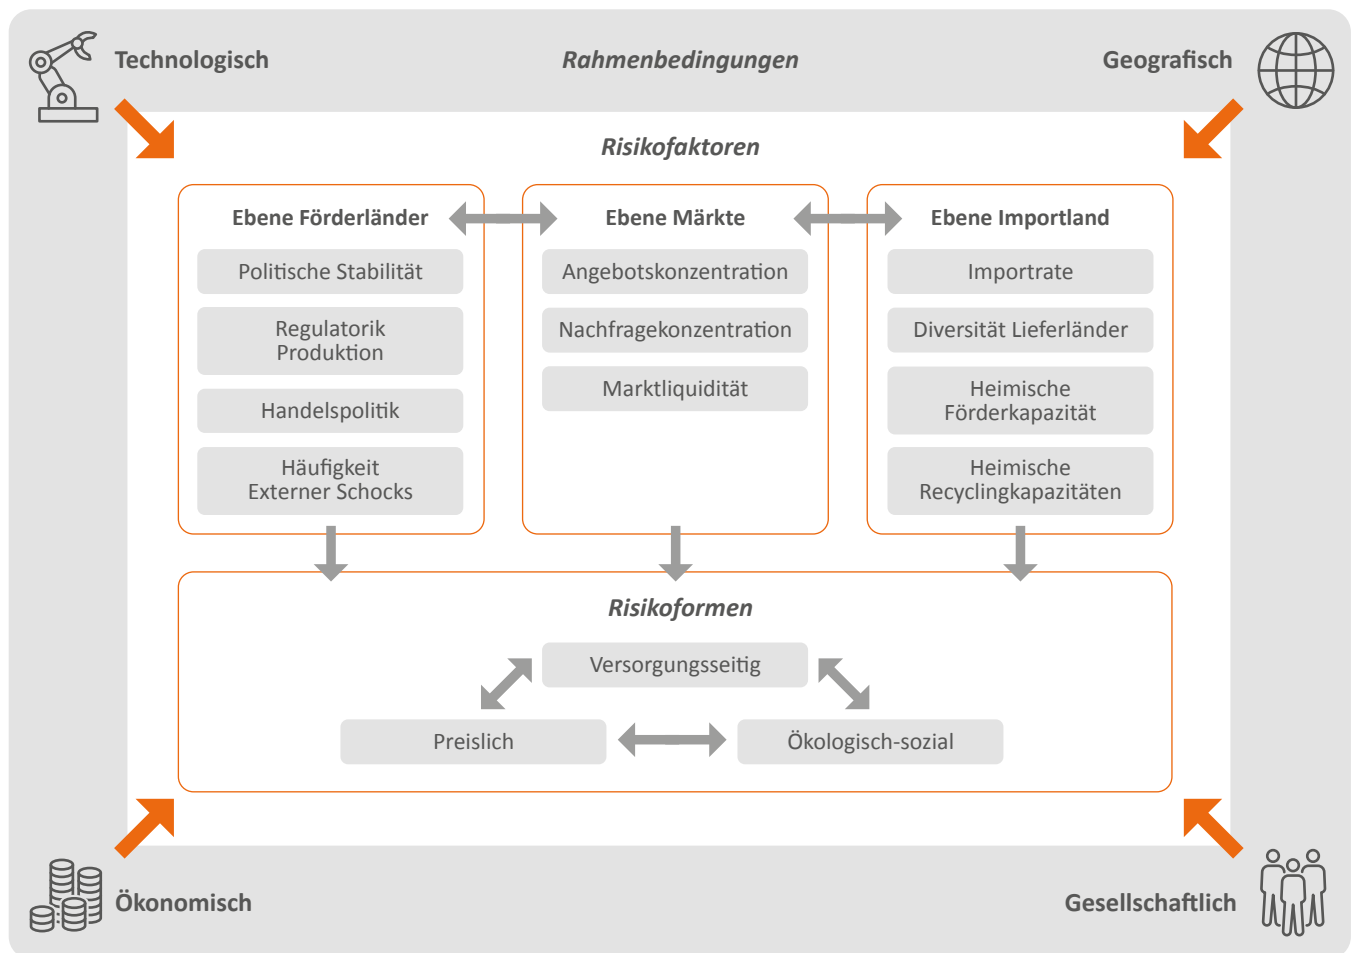 Technologisch
Rahmenbedingungen
Geografisch
Risikofaktoren
Ebene Förderländer
Politische Stabilität
Regulatorik
Produktion
Handelspolitik
Häufigkeit
Externer Schocks
Ebene Märkte
Angebotskonzentration
Nachfragekonzentration
Marktliquidität
Ebene Importland
Importrate
Diversität Lieferländer
Heimische
Förderkapazität
Heimische
Recyclingkapazitäten
Risikoformen
Versorgungsseitig
Preislich
Ökologisch-sozial
Ökonomisch
Gesellschaftlich